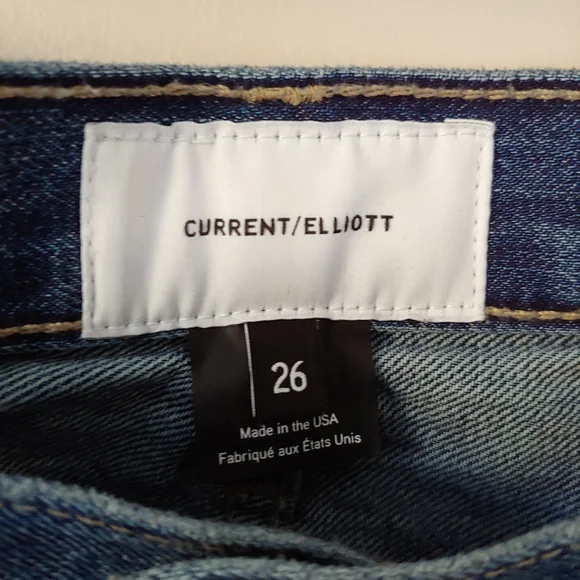 CURRENT/ELLIOTT
26
Made in the USA
Fabriqué aux États Unis